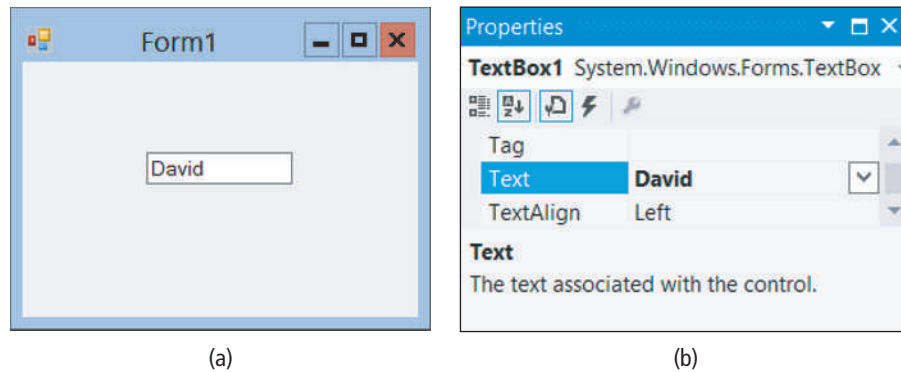 Form1
David
(a)
Properties
TextBox1 System.Windows.Forms.TextBox
Tag
Text David
TextAlign Left
Text
The text associated with the control.
(b)